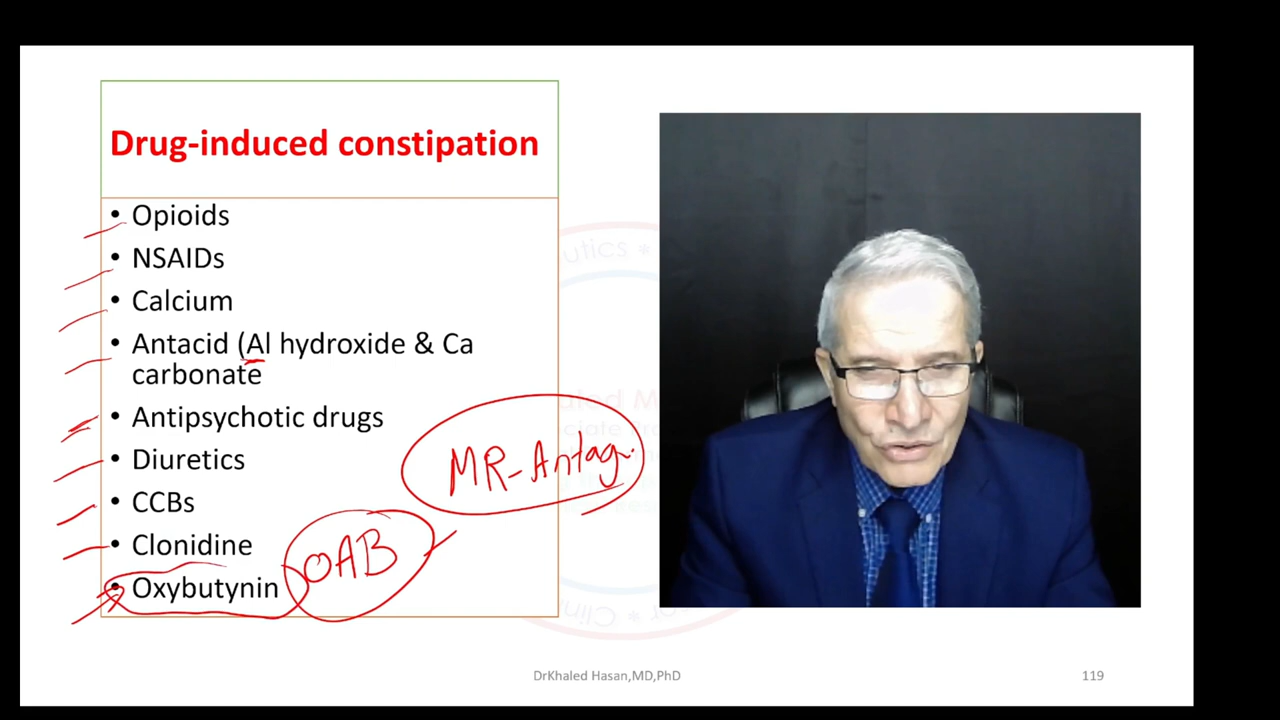 Drug-induced constipation
• Opioids
• NSAIDs
• Calcium
• Antacid (Al hydroxide & Ca
carbonate
• Antipsychotic drugs
• Diuretics
• CCBs
• Clonidine
• Oxybutynin
MR-Antag.
OAB
DrKhaled Hasan,MD,PhD
119